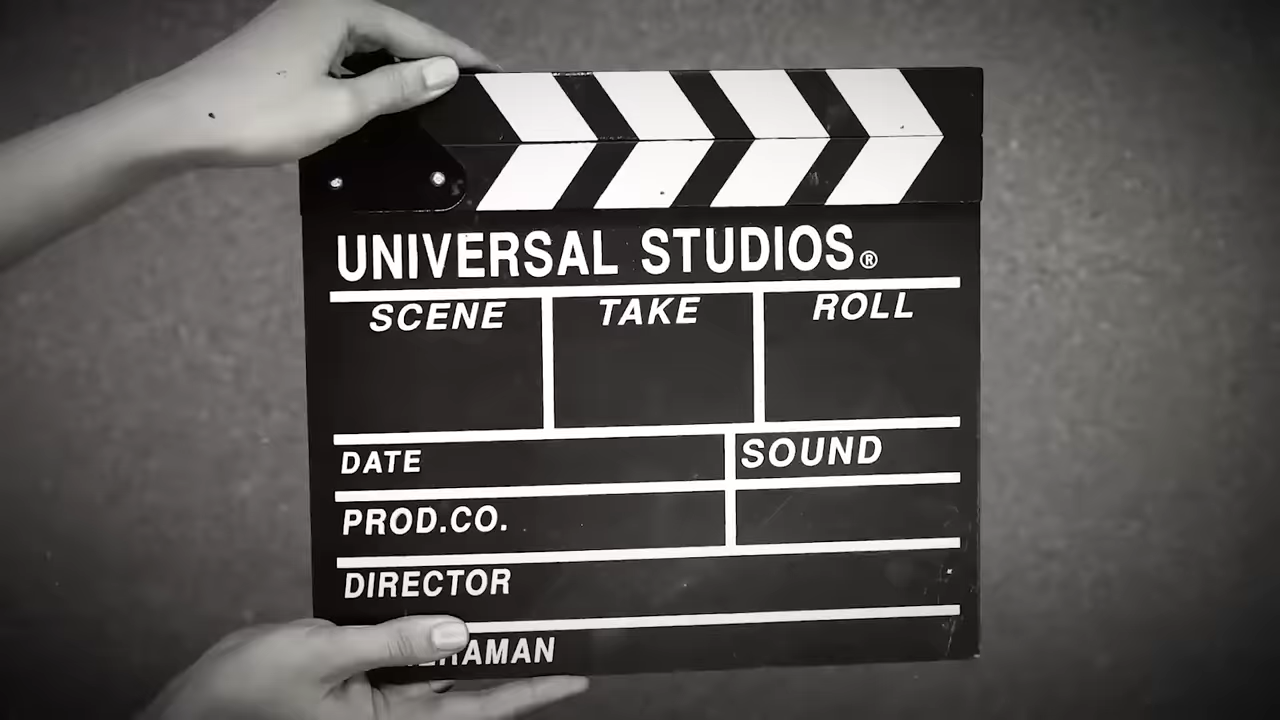 UNIVERSAL STUDIOS®
SCENE TAKE ROLL
DATE SOUND
PROD.CO.
DIRECTOR